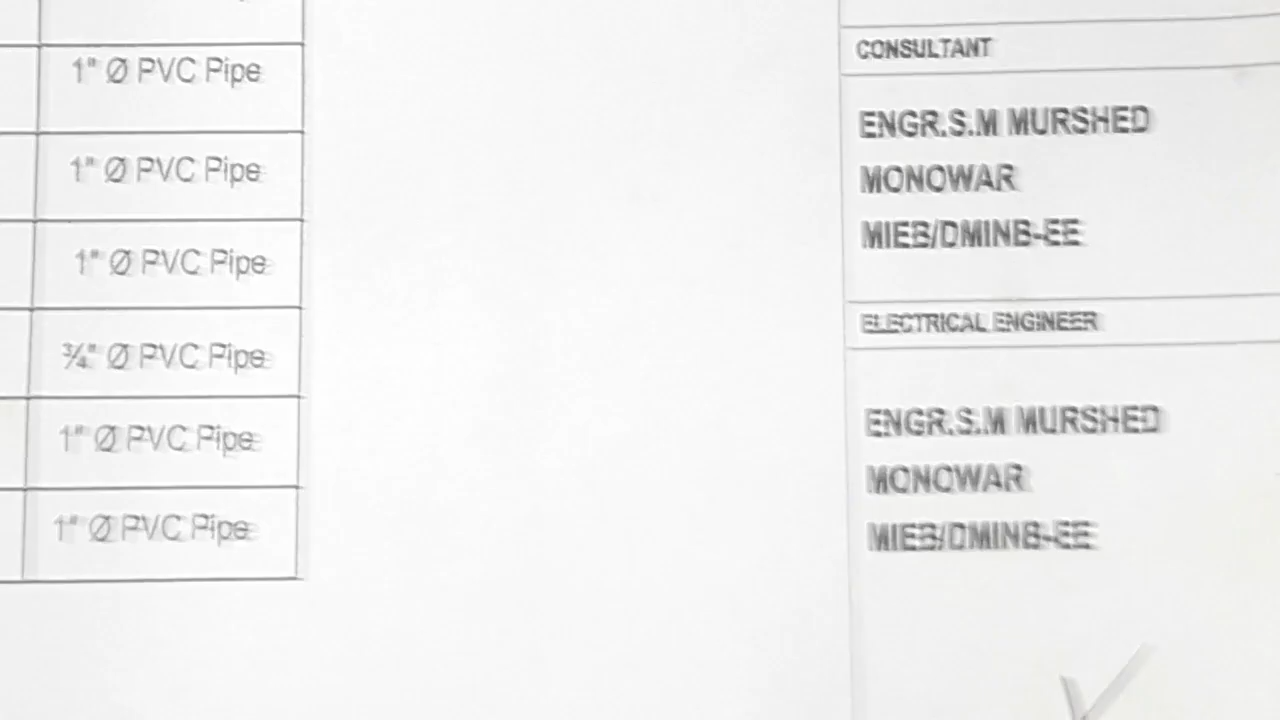 1" Ø PVC Pipe
1" Ø PVC Pipe
1" Ø PVC Pipe
¾" Ø PVC Pipe
1" Ø PVC Pipe
1" Ø PVC Pipe
CONSULTANT
ENGR.S.M MURSHED
MONOWAR
MIEB/DMINB-EE
ELECTRICAL ENGINEER
ENGR.S.M MURSHED
MONOWAR
MIEB/DMINB-EE